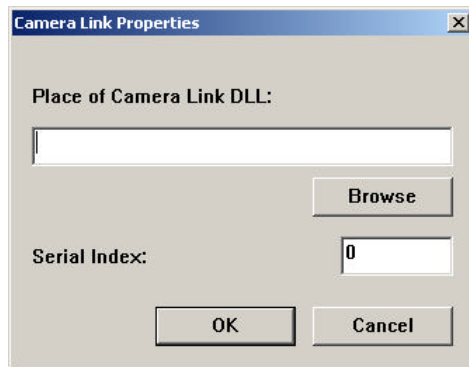 Camera Link Properties
Place of Camera Link DLL:
Browse
Serial Index:
0
OK
Cancel